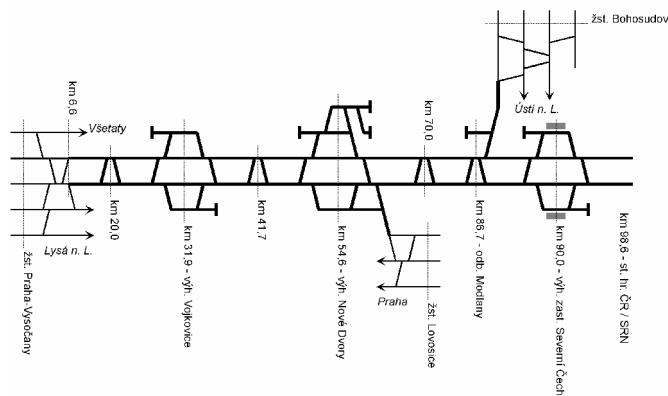 žst. Bohosudov
Ústí n. L.
km 6,6
Všetaty
km 70,0
km 20,0
km 31,9 - výh. Vojkovice
km 41,7
km 54,6 - výh. Nové Dvory
km 86,7 - odb. Modlany
km 90,0 - výh. zast. Severní Čech
km 98,6 - st. hr. ČR / SRN
Lysá n. L.
žst. Praha-Vysočany
Praha
žst. Lovosice